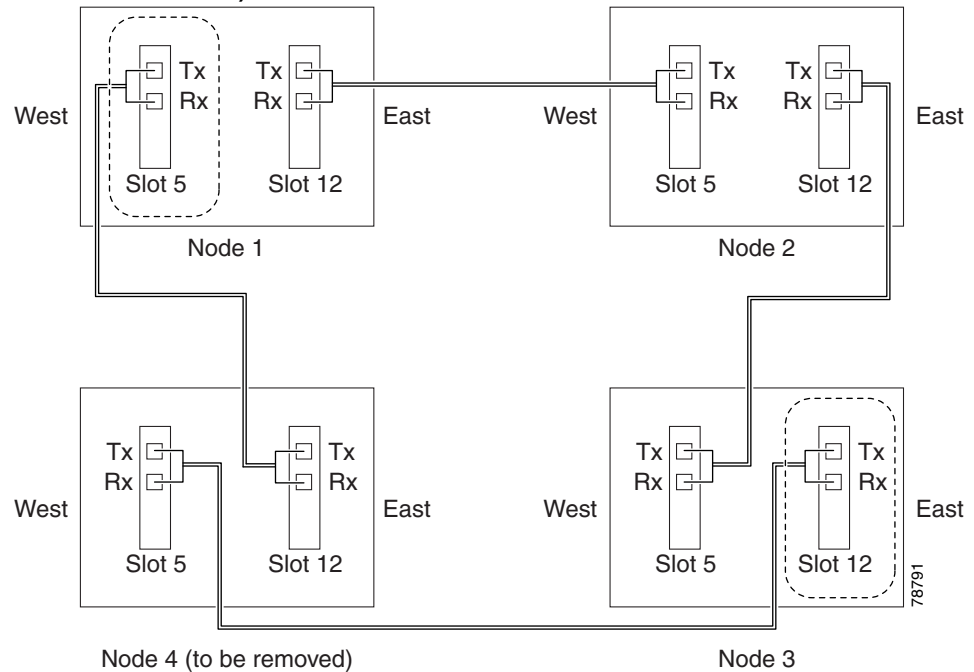 Tx Tx Tx Tx
Rx Rx Rx Rx
West East West East
Slot 5 Slot 12 Slot 5 Slot 12
Node 1 Node 2
Tx Tx Tx Tx
Rx Rx Rx Rx
West East West East
Slot 5 Slot 12 Slot 5 Slot 12
78791
Node 4 (to be removed) Node 3